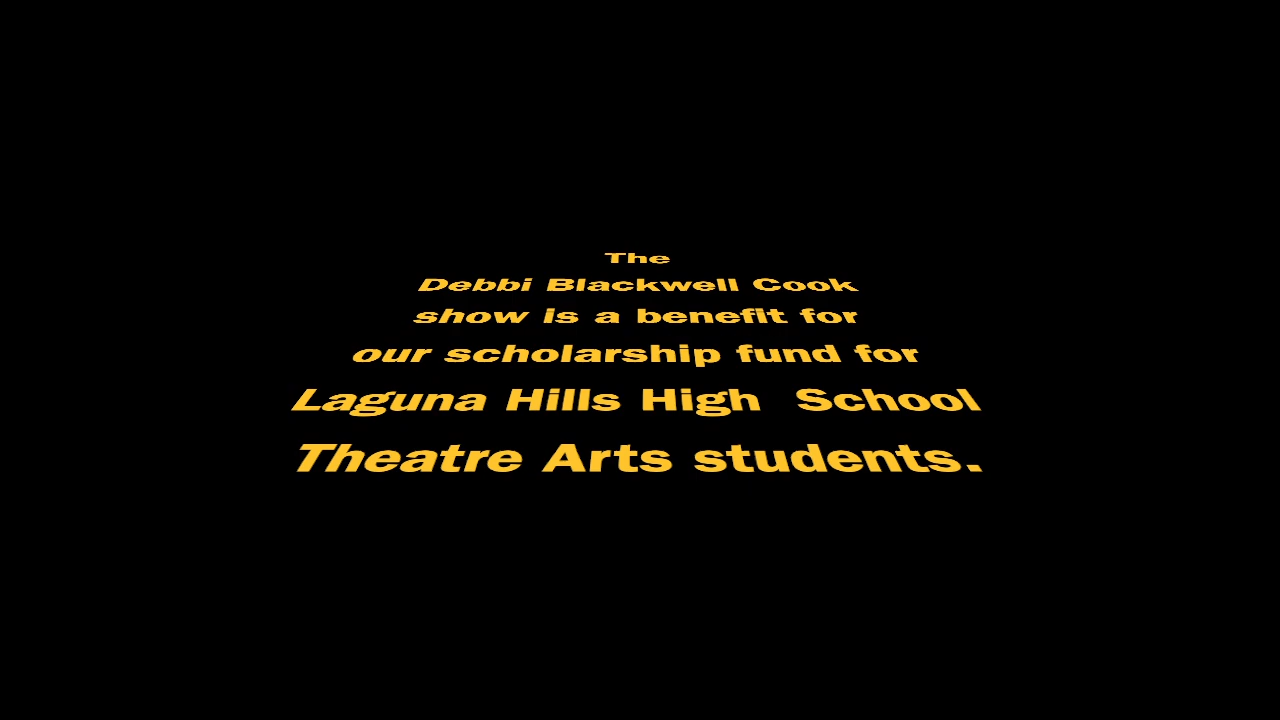 The
Debbi Blackwell Cook
show is a benefit for
our scholarship fund for
Laguna Hills High  School
Theatre Arts students.